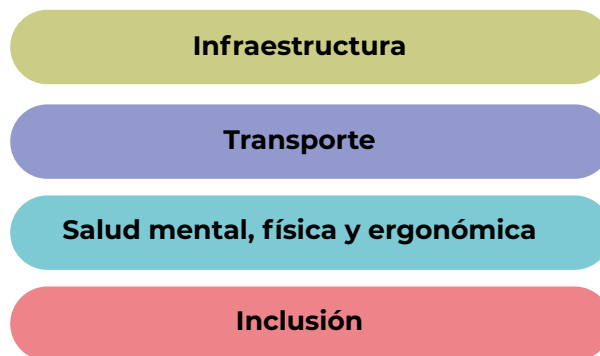 Infraestructura
Transporte
Salud mental, física y ergonómica
Inclusión